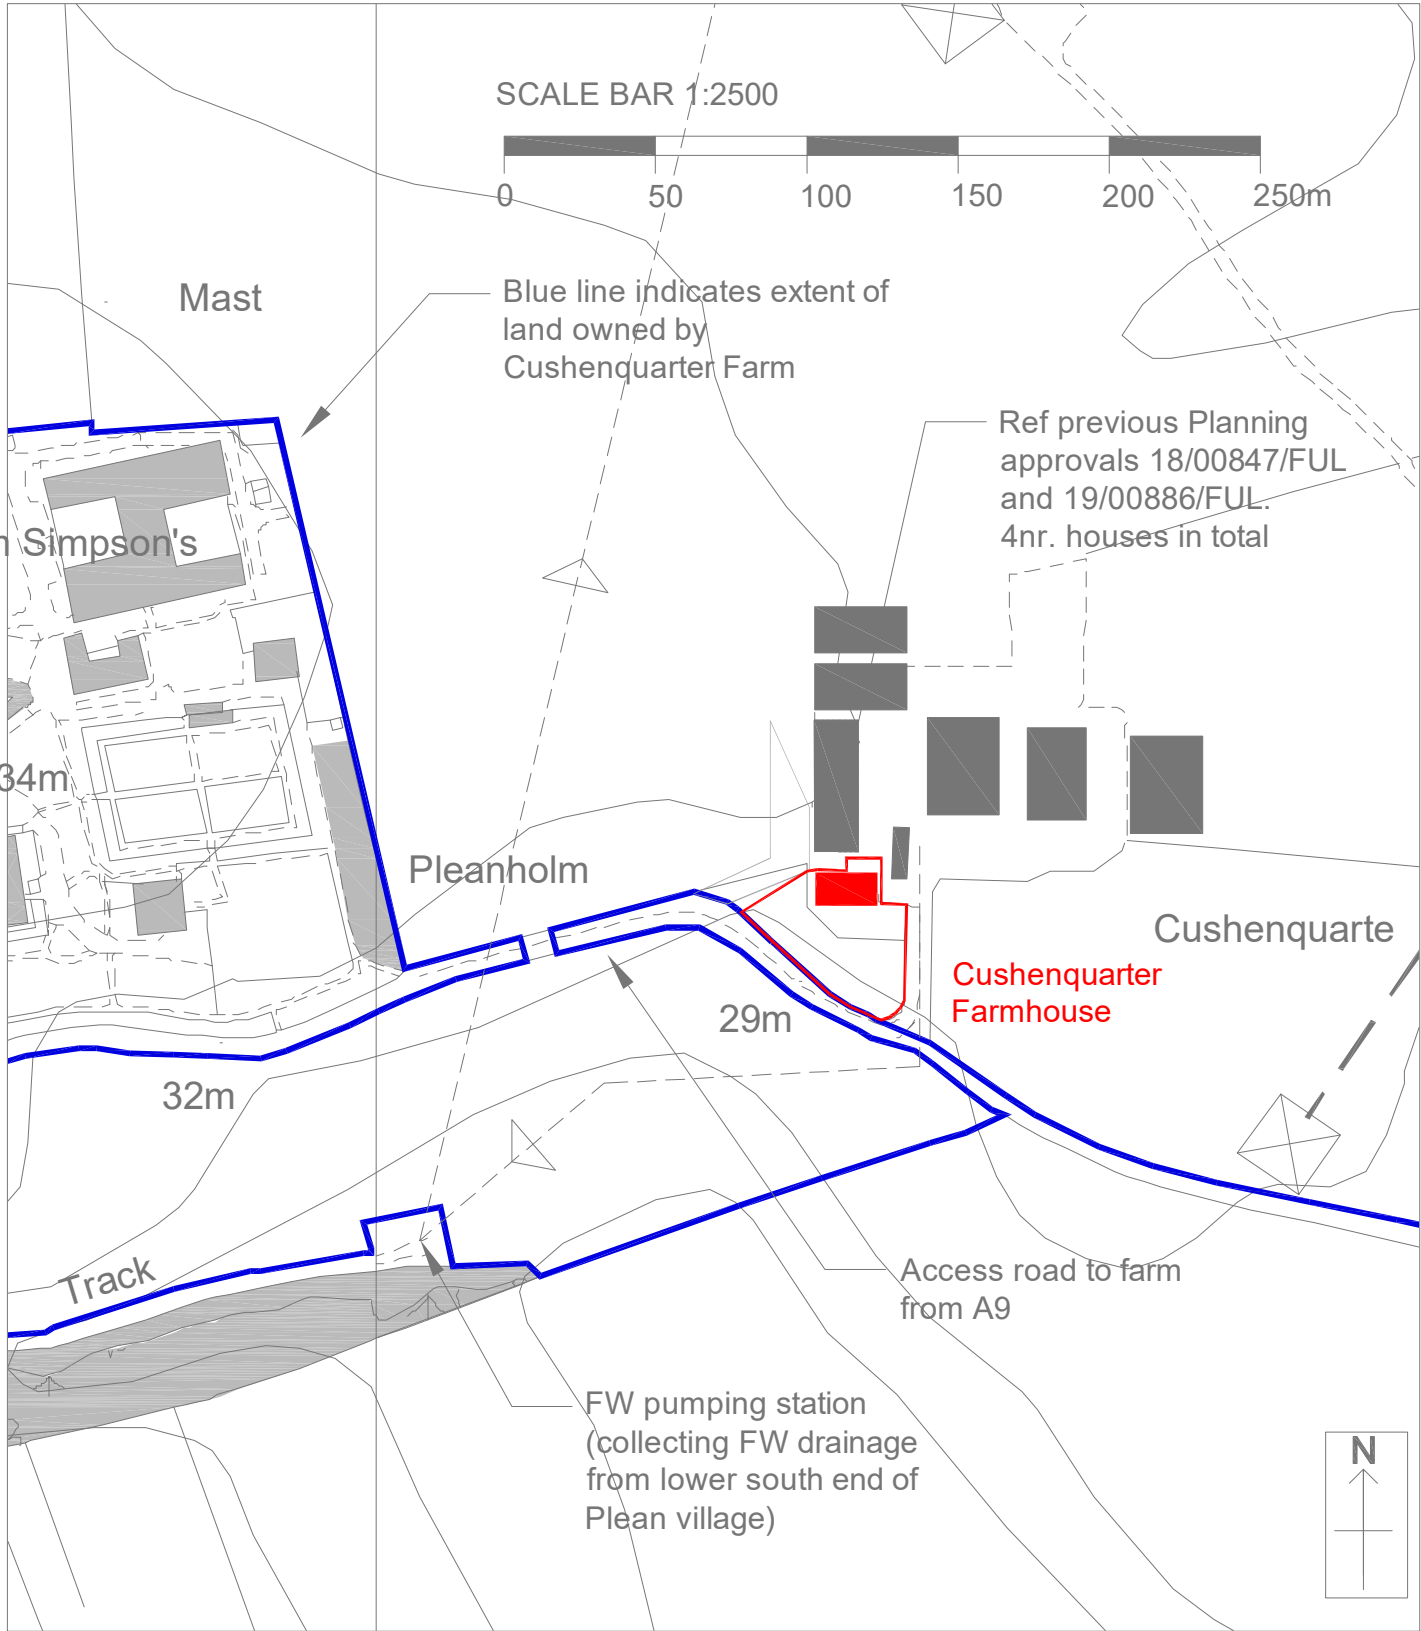 SCALE BAR 1:2500
0 50 100 150 200 250m
Mast
Blue line indicates extent of
land owned by
Cushenquarter Farm
Ref previous Planning
approvals 18/00847/FUL
and 19/00886/FUL.
4nr. houses in total
Simpson's
34m
Pleanholm
Cushenquarte
Cushenquarter
Farmhouse
29m
32m
Track
Access road to farm
from A9
FW pumping station
(collecting FW drainage
from lower south end of
Plean village)
N